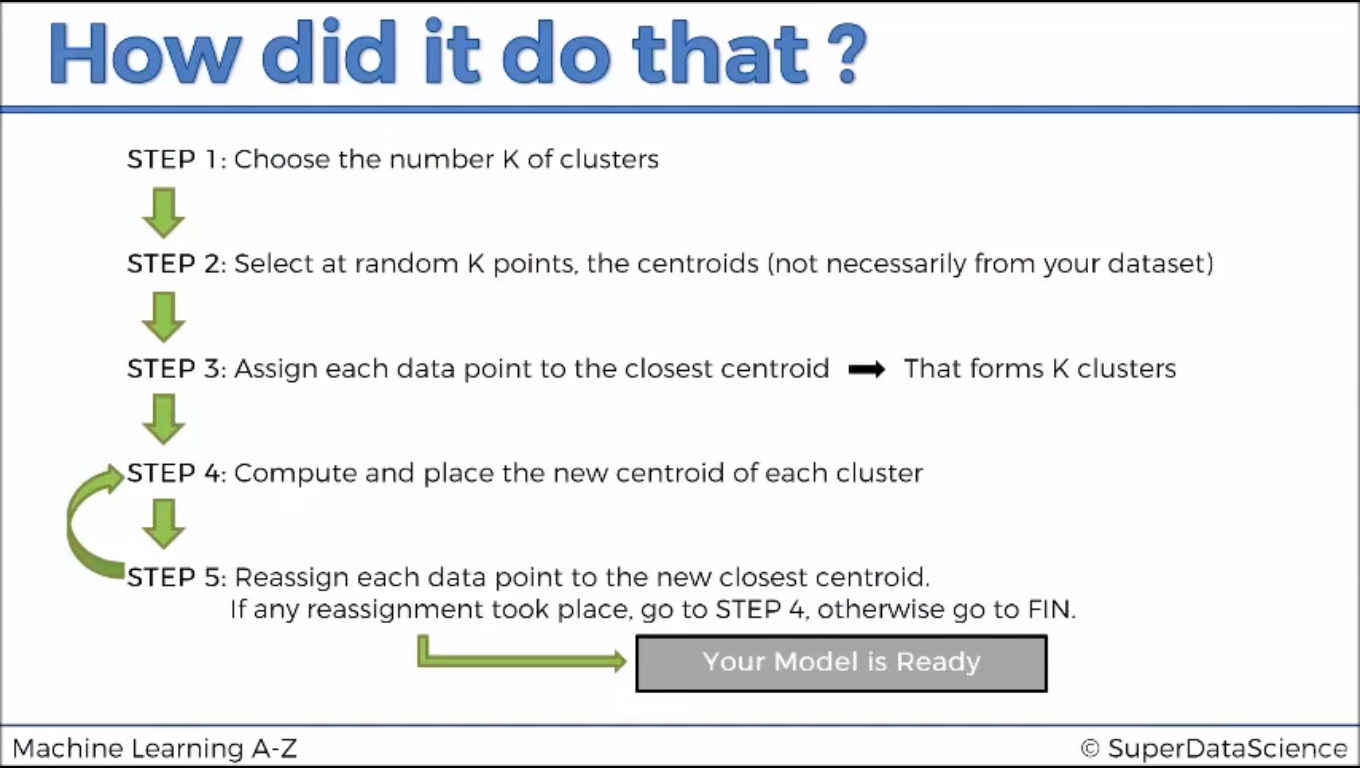 How did it do that ?
STEP 1: Choose the number K of clusters
STEP 2: Select at random K points, the centroids (not necessarily from your dataset)
STEP 3: Assign each data point to the closest centroid ➡ That forms K clusters
STEP 4: Compute and place the new centroid of each cluster
STEP 5: Reassign each data point to the new closest centroid.
If any reassignment took place, go to STEP 4, otherwise go to FIN.
Your Model is Ready
Machine Learning A-Z
© SuperDataScience